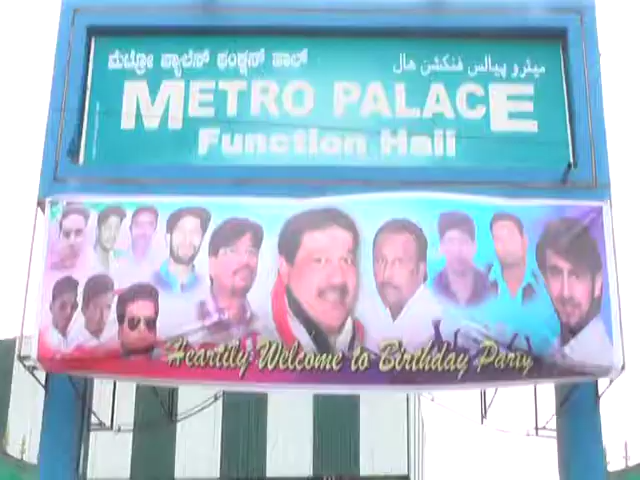 ಮೆಟ್ರೋ ಪ್ಯಾಲೆಸ್ ಫಂಕ್ಷನ್ ಹಾಲ್
میٹرو پیالس فنکشن ہال
METRO PALACE
Function Hall
Heartily Welcome to Birthday Party